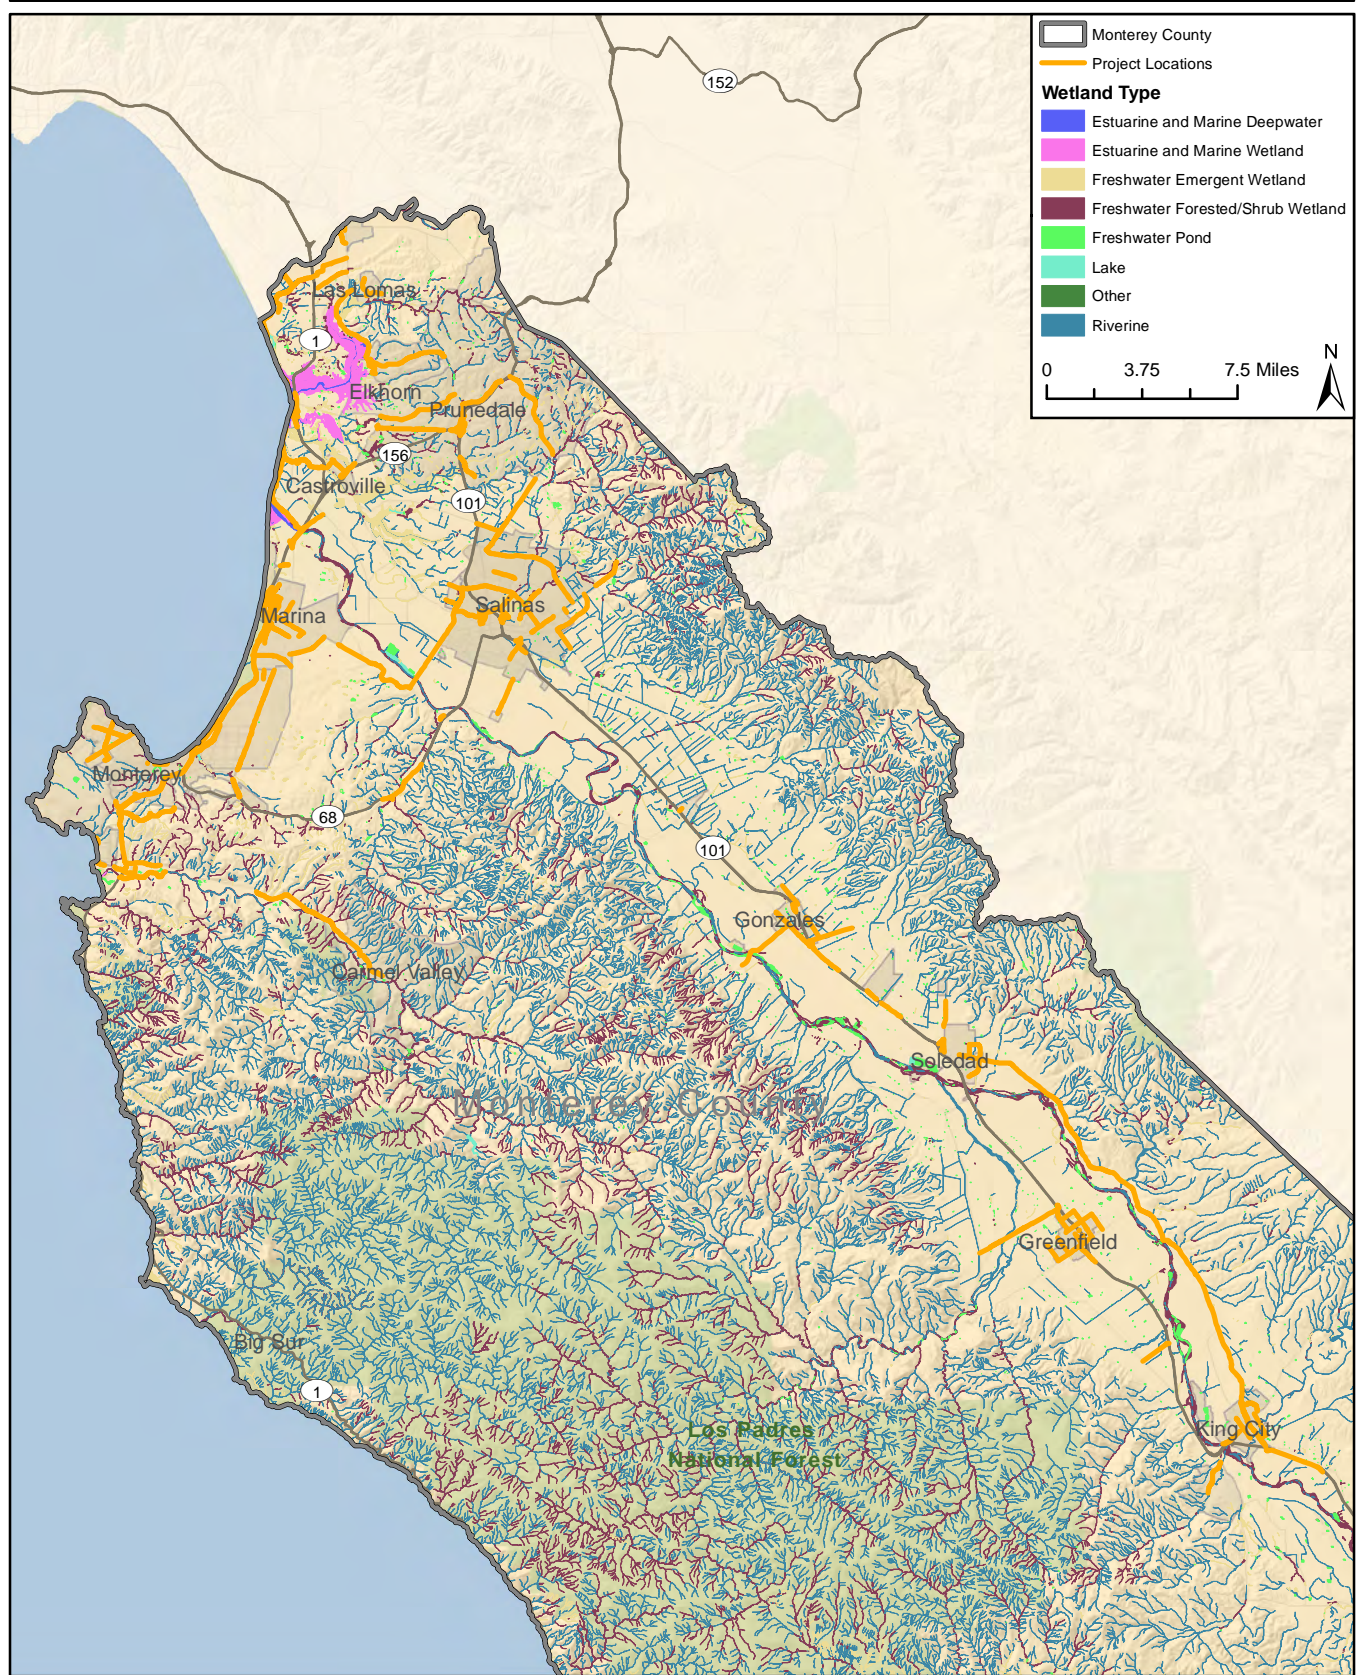 Monterey County
Project Locations
Wetland Type
Estuarine and Marine Deepwater
Estuarine and Marine Wetland
Freshwater Emergent Wetland
Freshwater Forested/Shrub Wetland
Freshwater Pond
Lake
Other
Riverine
N
0 3.75 7.5 Miles
152
Las Lomas
1
Elkhorn
Prunedale
156
Castroville
101
Salinas
Marina
Monterey
68
101
Gonzales
Carmel Valley
Soledad
Monterey County
Greenfield
Big Sur
1
Los Padres
National Forest
King City